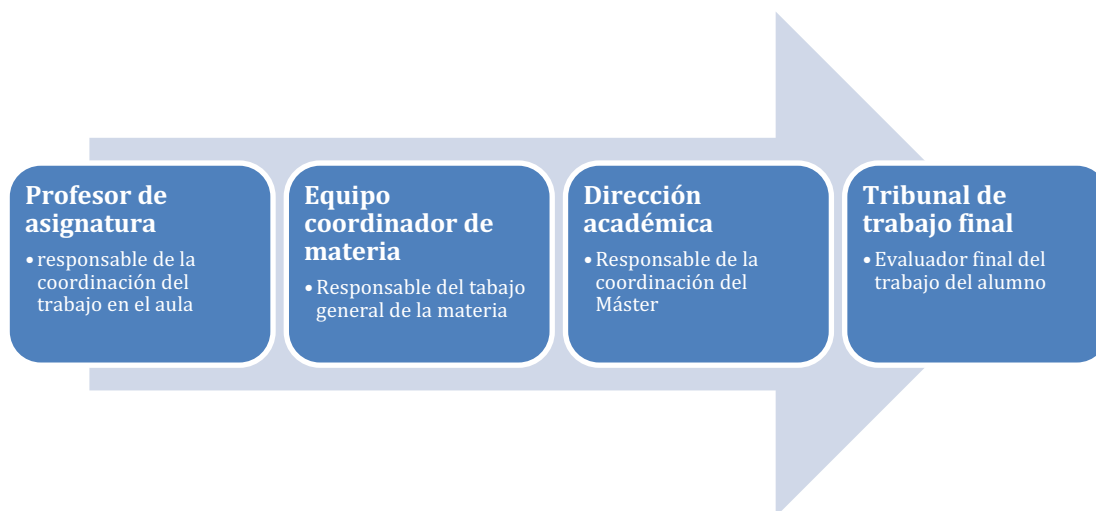 Profesor de
asignatura
•responsable de la
coordinación del
trabajo en el aula
Equipo
coordinador de
materia
•Responsable del tabajo
general de la materia
Dirección
académica
•Responsable de la
coordinación del
Máster
Tribunal de
trabajo final
•Evaluador final del
trabajo del alumno